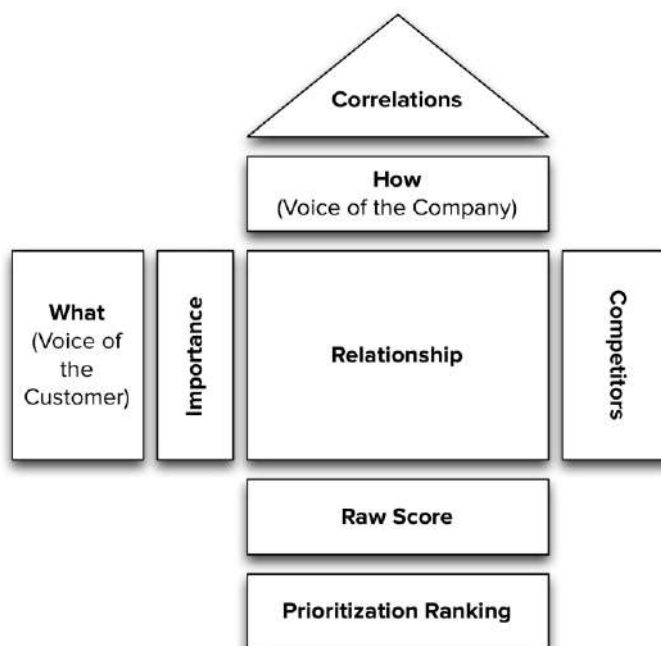 Correlations
How
(Voice of the Company)
What
(Voice of
the
Customer)
Importance
Relationship
Competitors
Raw Score
Prioritization Ranking